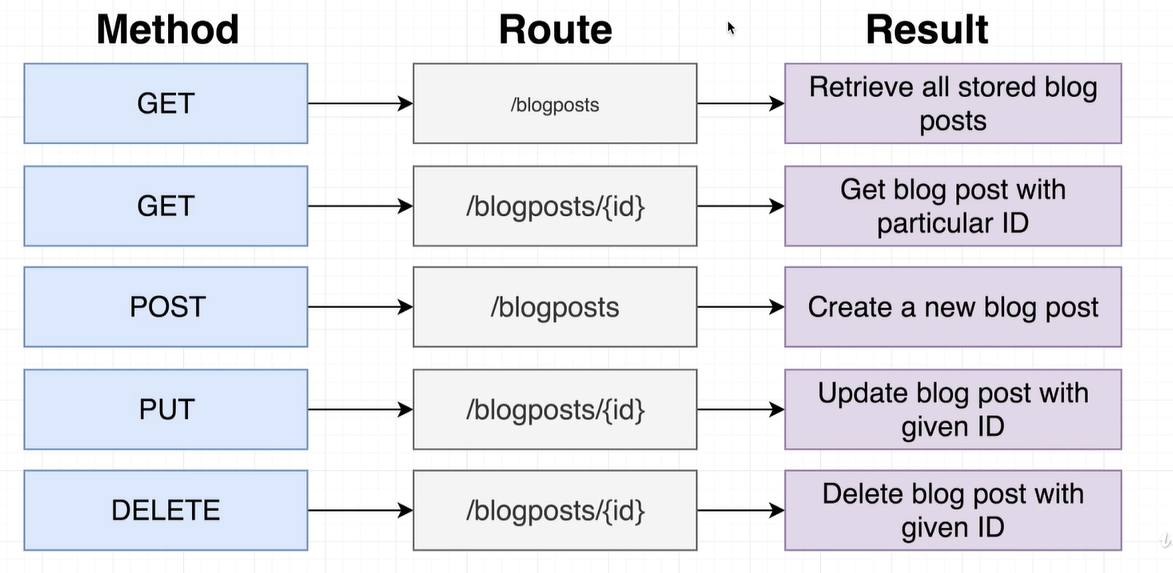 Method Route Result
GET /blogposts Retrieve all stored blog
posts
GET /blogposts/{id} Get blog post with
particular ID
POST /blogposts Create a new blog post
PUT /blogposts/{id} Update blog post with
given ID
DELETE /blogposts/{id} Delete blog post with
given ID